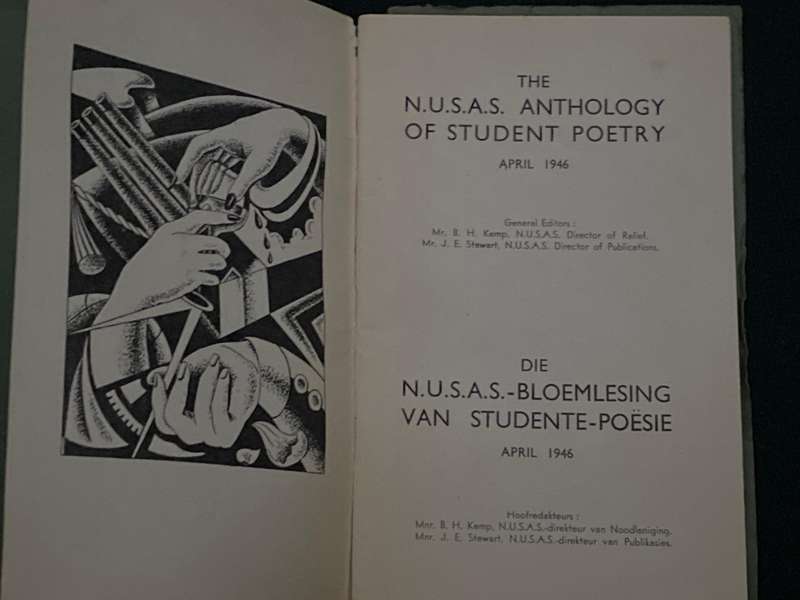 THE
N.U.S.A.S. ANTHOLOGY
OF STUDENT POETRY
APRIL 1946
General Editors :
Mr. B. H. Kemp, N.U.S.A.S. Director of Relief.
Mr. J. E. Stewart, N.U.S.A.S. Director of Publications.
DIE
N.U.S.A.S.-BLOEMLESING
VAN STUDENTE-POËSIE
APRIL 1946
Hoofredakteurs :
Mnr. B. H. Kemp, N.U.S.A.S.-direkteur van Noodleniging.
Mnr. J. E. Stewart, N.U.S.A.S.-direkteur van Publikasies.